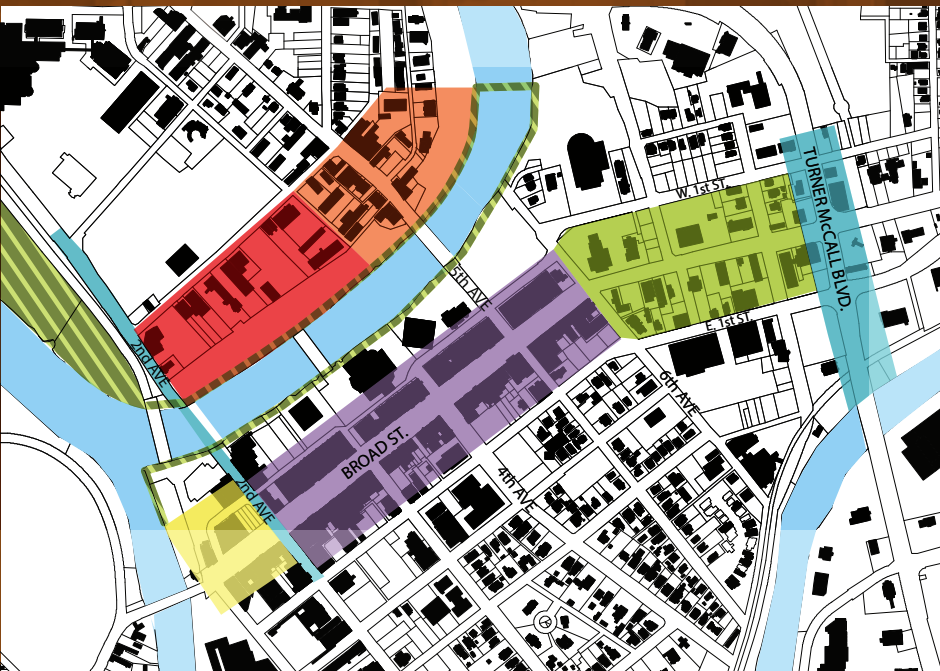 W. 1st ST.
TURNER McCALL BLVD.
5th AVE
E. 1st ST.
2nd AVE
6th AVE
BROAD ST.
4th AVE
2nd AVE